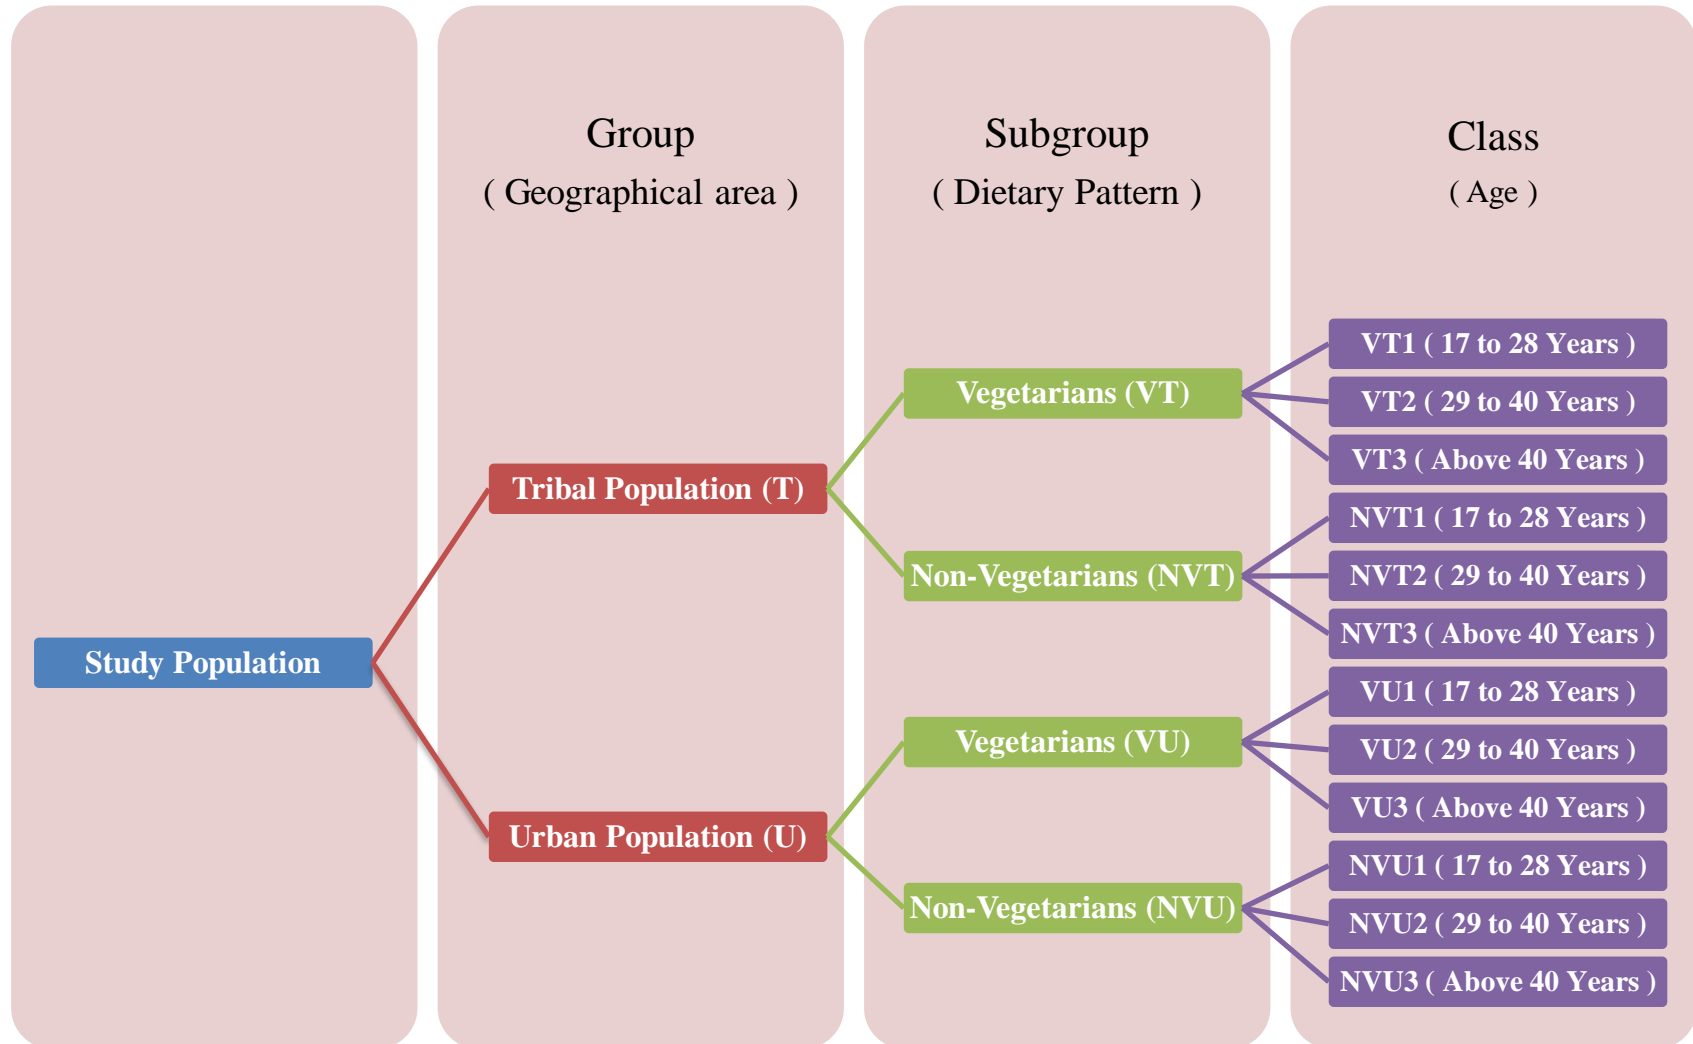 Group
( Geographical area )
Subgroup
( Dietary Pattern )
Class
( Age )
Study Population
Tribal Population (T)
Urban Population (U)
Vegetarians (VT)
Non-Vegetarians (NVT)
Vegetarians (VU)
Non-Vegetarians (NVU)
VT1 ( 17 to 28 Years )
VT2 ( 29 to 40 Years )
VT3 ( Above 40 Years )
NVT1 ( 17 to 28 Years )
NVT2 ( 29 to 40 Years )
NVT3 ( Above 40 Years )
VU1 ( 17 to 28 Years )
VU2 ( 29 to 40 Years )
VU3 ( Above 40 Years )
NVU1 ( 17 to 28 Years )
NVU2 ( 29 to 40 Years )
NVU3 ( Above 40 Years )